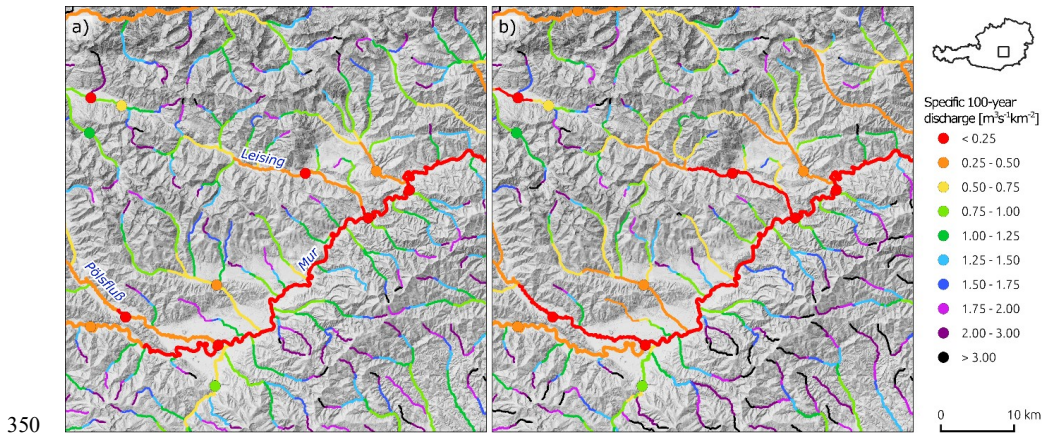 a)
b)
Leising
Mur
Pölsfluß
Specific 100-year
discharge [m³s⁻¹km⁻²]
< 0.25
0.25 - 0.50
0.50 - 0.75
0.75 - 1.00
1.00 - 1.25
1.25 - 1.50
1.50 - 1.75
1.75 - 2.00
2.00 - 3.00
> 3.00
0 10 km
350